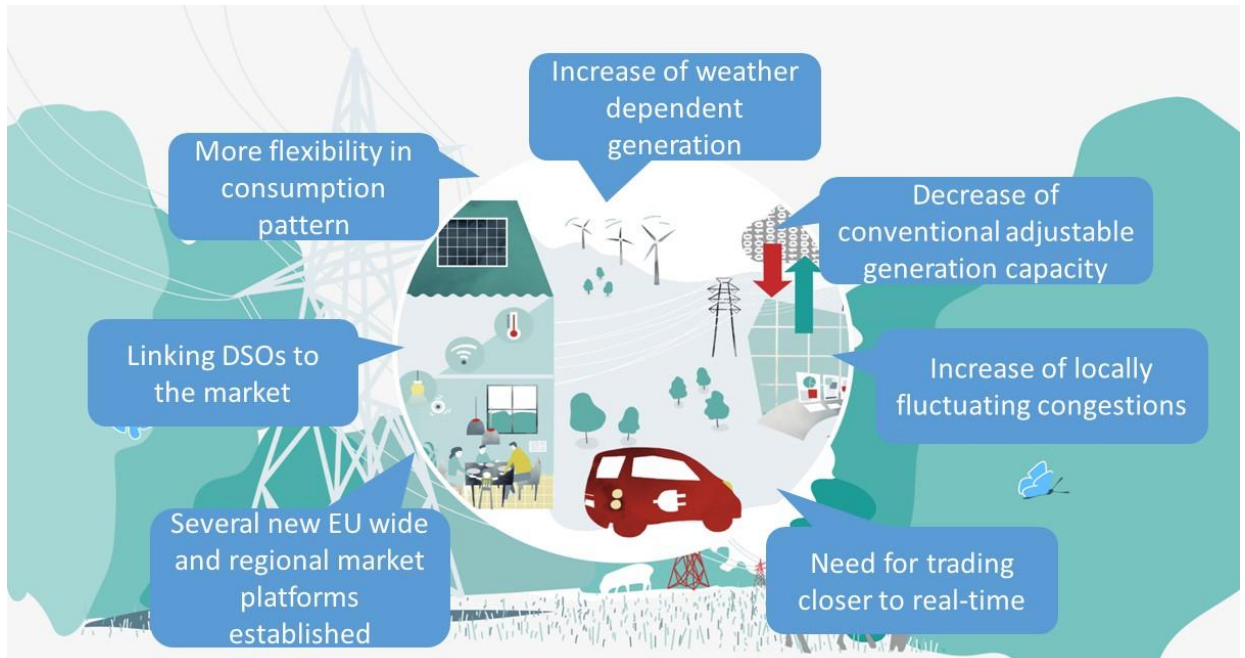 Increase of weather
dependent
generation
More flexibility in
consumption
pattern
Decrease of
conventional adjustable
generation capacity
Linking DSOs to
the market
Increase of locally
fluctuating congestions
Several new EU wide
and regional market
platforms
established
Need for trading
closer to real-time